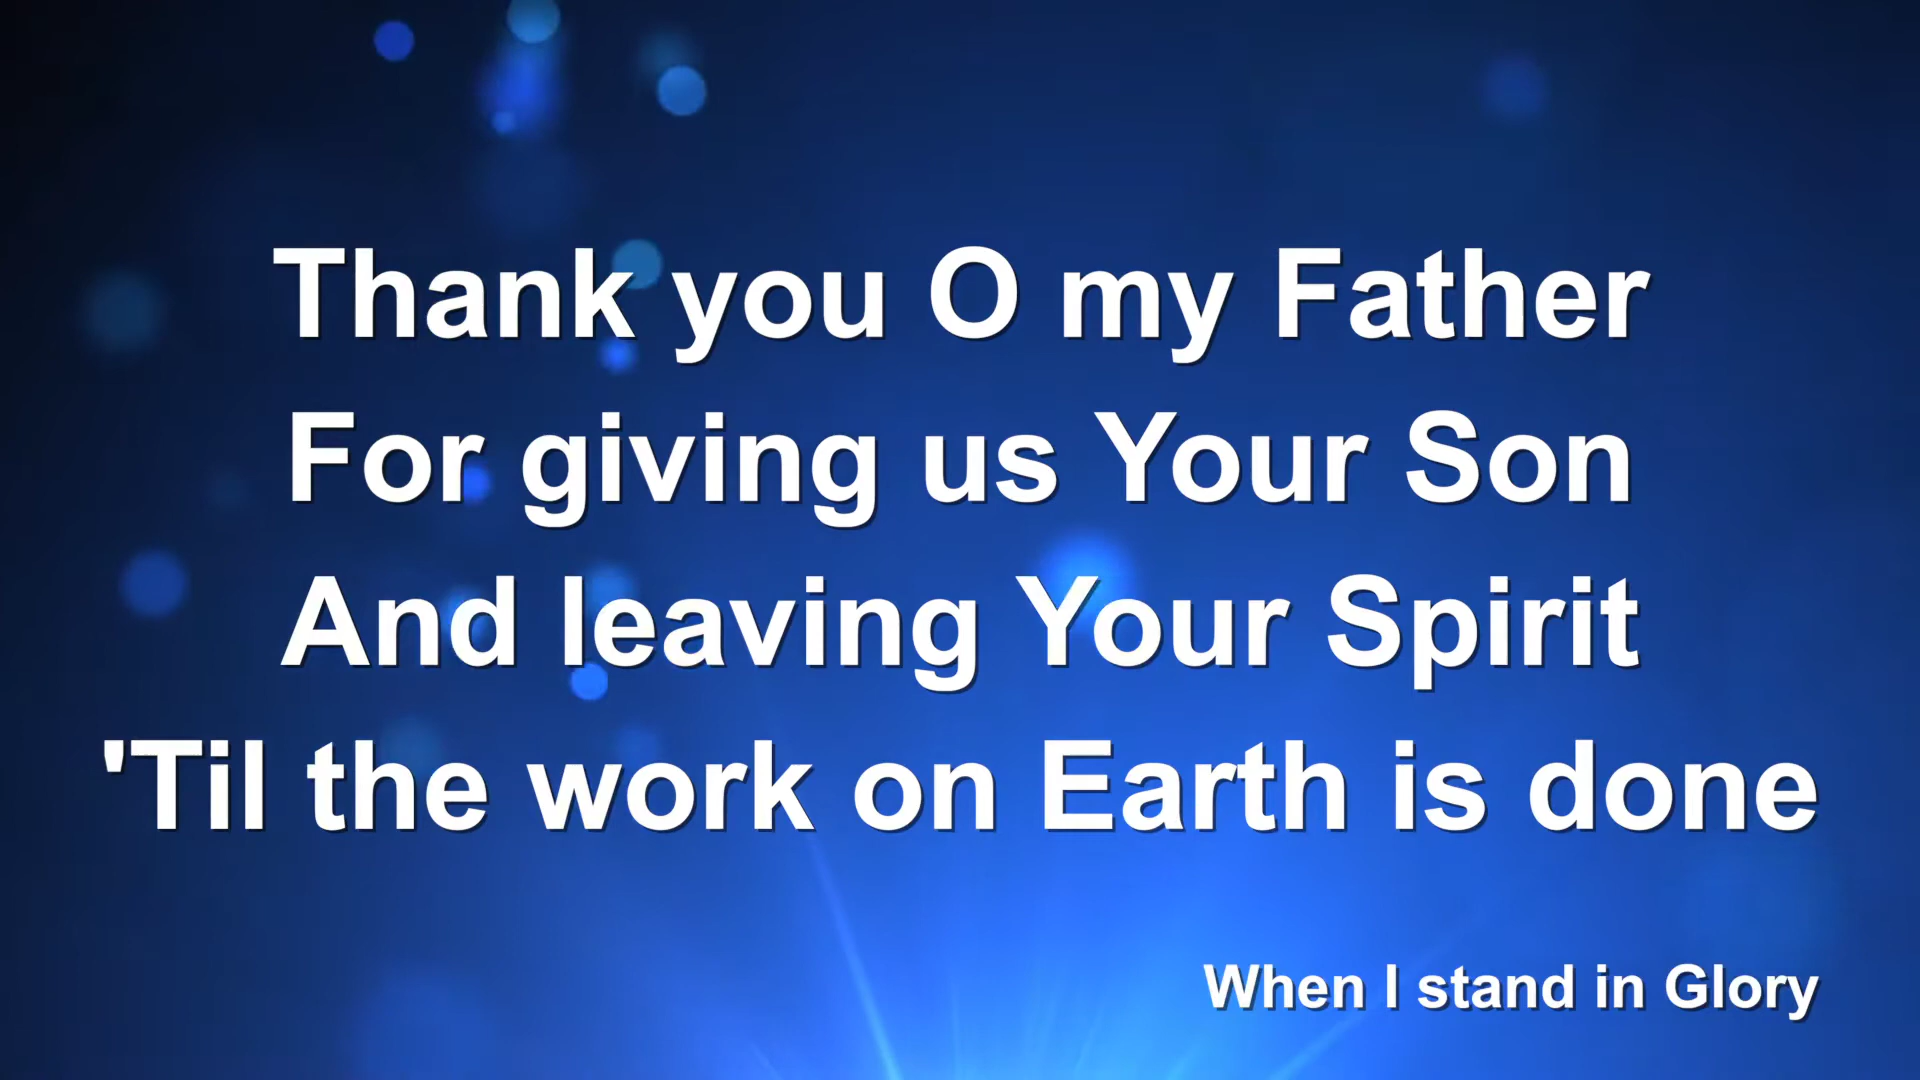 Thank you O my Father
For giving us Your Son
And leaving Your Spirit
'Til the work on Earth is done
When I stand in Glory